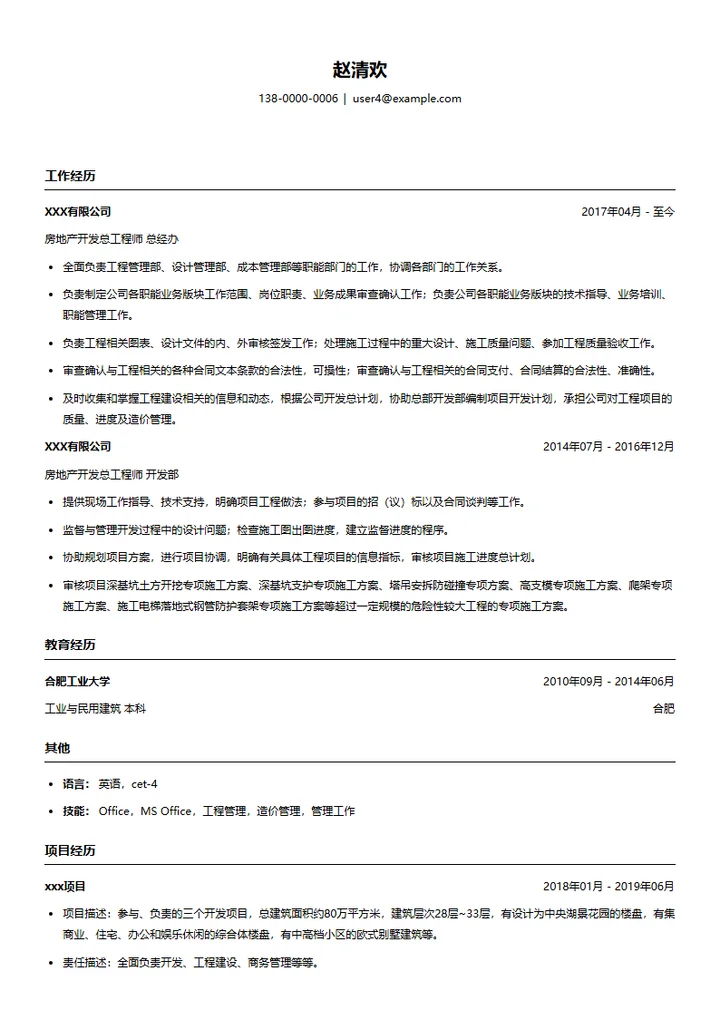 赵清欢
138-0000-0006 | user4@example.com
工作经历
XXX有限公司 2017年04月 - 至今
房地产开发总工程师 总经办
• 全面负责工程管理部、设计管理部、成本管理部等职能部门的工作，协调各部门的工作关系。
• 负责制定公司各职能业务版块工作范围、岗位职责、业务成果审查确认工作；负责公司各职能业务版块的技术指导、业务培训、
职能管理工作。
• 负责工程相关图表、设计文件的内、外审核签发工作；处理施工过程中的重大设计、施工质量问题、参加工程质量验收工作。
• 审查确认与工程相关的各种合同文本条款的合法性，可操性；审查确认与工程相关的合同支付、合同结算的合法性、准确性。
• 及时收集和掌握工程建设相关的信息和动态，根据公司开发总计划，协助总部开发部编制项目开发计划，承担公司对工程项目的
质量、进度及造价管理。
XXX有限公司 2014年07月 - 2016年12月
房地产开发总工程师 开发部
• 提供现场工作指导、技术支持，明确项目工程做法；参与项目的招（议）标以及合同谈判等工作。
• 监督与管理开发过程中的设计问题；检查施工图出图进度，建立监督进度的程序。
• 协助规划项目方案，进行项目协调，明确有关具体工程项目的信息指标，审核项目施工进度总计划。
• 审核项目深基坑土方开挖专项施工方案、深基坑支护专项施工方案、塔吊安拆防碰撞专项方案、高支模专项施工方案、爬架专项
施工方案、施工电梯落地式钢管防护套架专项施工方案等超过一定规模的危险性较大工程的专项施工方案。
教育经历
合肥工业大学 2010年09月 - 2014年06月
工业与民用建筑 本科 合肥
其他
• 语言： 英语，cet-4
• 技能： Office，MS Office，工程管理，造价管理，管理工作
项目经历
xxx项目 2018年01月 - 2019年06月
• 项目描述：参与、负责的三个开发项目，总建筑面积约80万平方米，建筑层次28层~33层，有设计为中央湖景花园的楼盘，有集
商业、住宅、办公和娱乐休闲的综合体楼盘，有中高档小区的欧式别墅建筑等。
• 责任描述：全面负责开发、工程建设、商务管理等等。